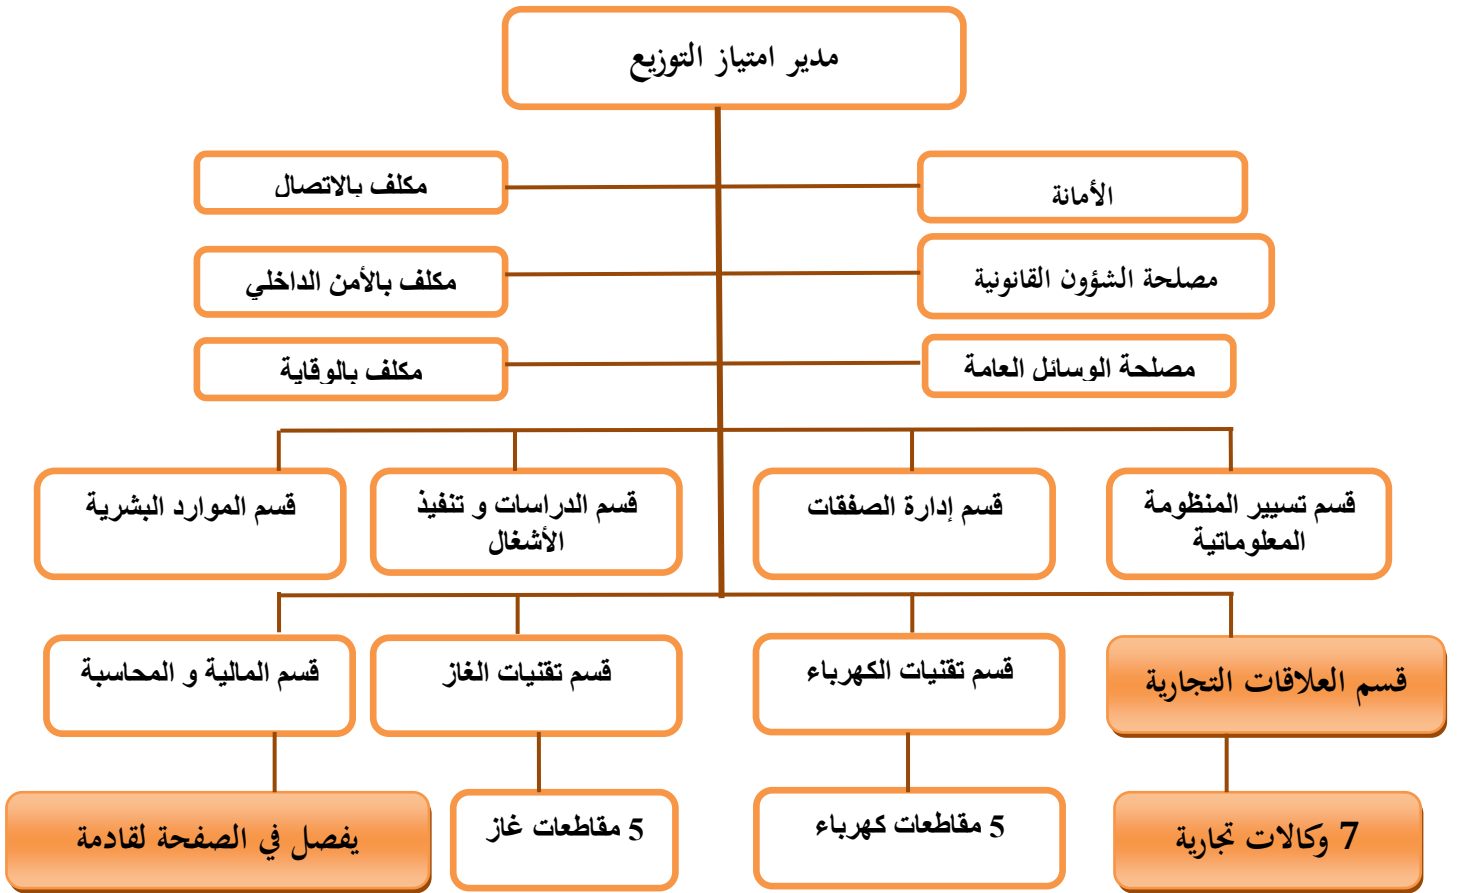 مدير امتياز التوزيع
الأمانة
مكلف بالاتصال
مصلحة الشؤون القانونية
مكلف بالأمن الداخلي
مصلحة الوسائل العامة
مكلف بالوقاية
قسم تسيير المنظومة
المعلوماتية
قسم إدارة الصفقات
قسم الدراسات و تنفيذ
الأشغال
قسم الموارد البشرية
قسم العلاقات التجارية
قسم تقنيات الكهرباء
قسم تقنيات الغاز
قسم المالية و المحاسبة
7 وكالات تجارية
5 مقاطعات كهرباء
5 مقاطعات غاز
يفصل في الصفحة لقادمة